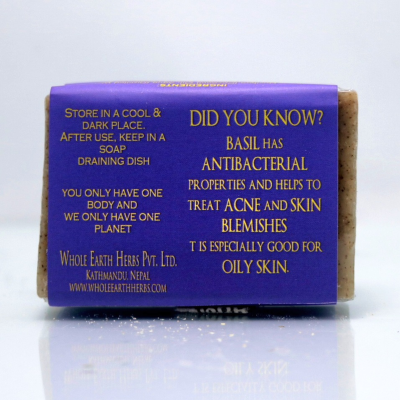 INGREDIENTS
STORE IN A COOL &
DARK PLACE.
AFTER USE, KEEP IN A
SOAP
DRAINING DISH
YOU ONLY HAVE ONE
BODY AND
WE ONLY HAVE ONE
PLANET
WHOLE EARTH HERBS PVT. LTD.
KATHMANDU, NEPAL
WWW.WHOLEEARTHHERBS.COM
DID YOU KNOW?
BASIL HAS
ANTIBACTERIAL
PROPERTIES AND HELPS TO
TREAT ACNE AND SKIN
BLEMISHES
T IS ESPECIALLY GOOD FOR
OILY SKIN.